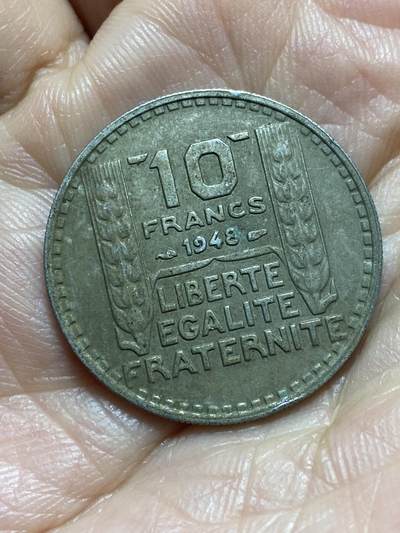 10
FRANCS
1948
LIBERTE
EGALITE
FRATERNITE